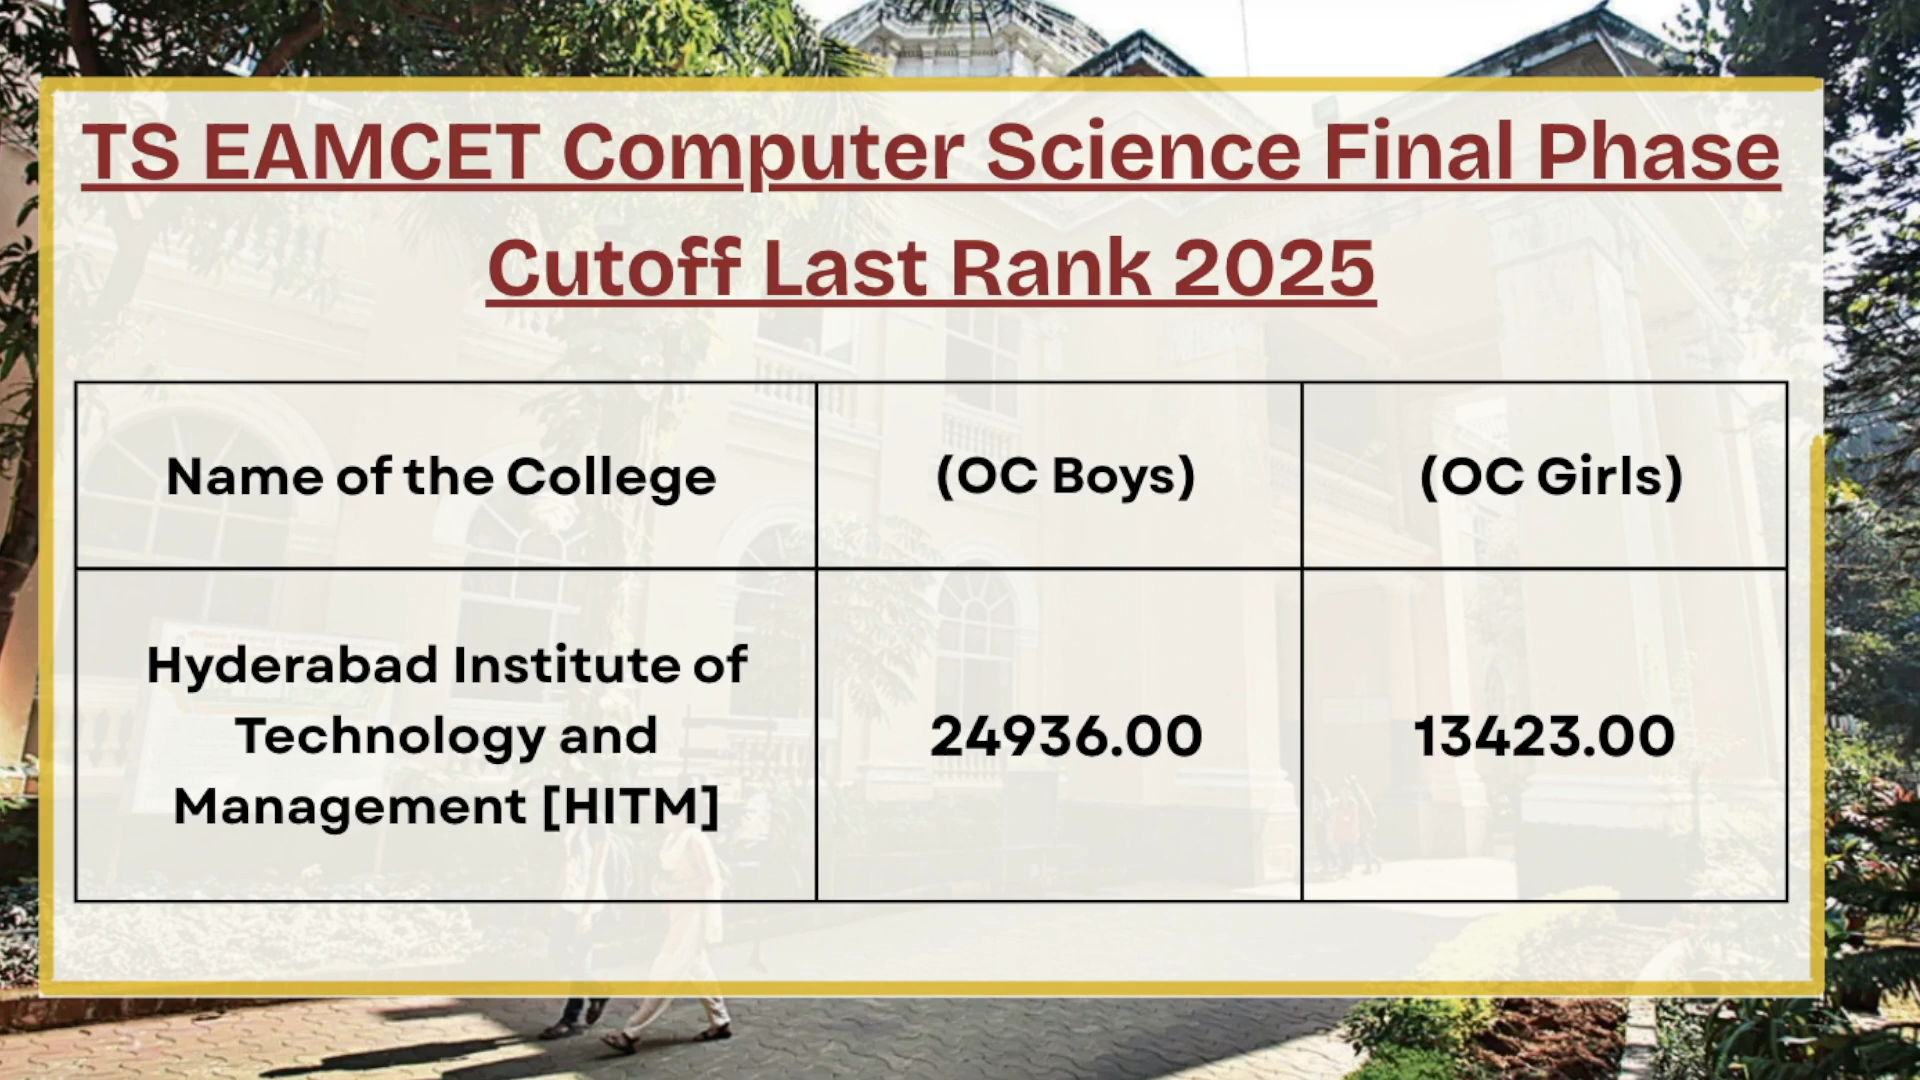 TS EAMCET Computer Science Final Phase
Cutoff Last Rank 2025
Name of the College
(OC Boys)
(OC Girls)
Hyderabad Institute of
Technology and
Management [HITM]
24936.00
13423.00